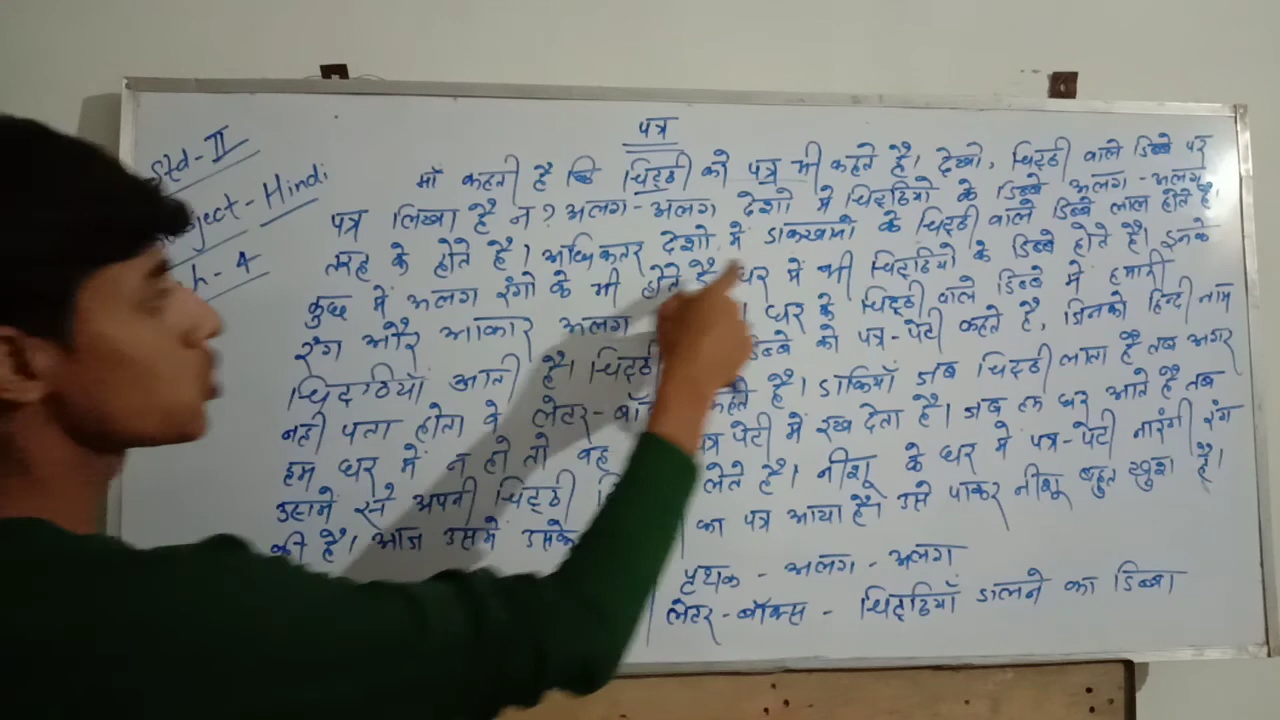 पत्र
Std-II
ject-Hindi
h-4
माँ कहती है कि चिट्ठी को पत्र भी कहते है। देखो, चिट्ठी वाले डिब्बे पर
पत्र लिखा है न? अलग-अलग देशो में चिट्ठियो के डिब्बे अलग-अलग
तरह के होते है। अधिकतर देशो में डाकखानो के चिट्ठी वाले डिब्बे लाल होते है।
कुछ में अलग रंगो के भी होते है घर में भी चिट्ठियो के डिब्बे होते है। इनके
रंग और आकार अलग । घर के चिट्ठी वाले डिब्बे में हमारी
चिट्ठियाँ आती है। चिट्ठी डिब्बे को पत्र-पेटी कहते है, जिनको हिन्दी नाम
नही पता होता वे लेटर-बॉ कहते है। डाकियाँ जब चिट्ठी लाता है तब अगर
हम घर में न हो तो वह पत्र पेटी में रख देता है। जब हम घर आते है तब
उसमें से अपनी चिट्ठी लेते है। नीशू के घर में पत्र-पेटी नारंगी रंग
की है। आज उसमें उसके का पत्र आया है। उसे पाकर नीशू बहुत खुश है।
पृथक - अलग-अलग
लेटर-बॉक्स - चिट्ठियाँ डालने का डिब्बा